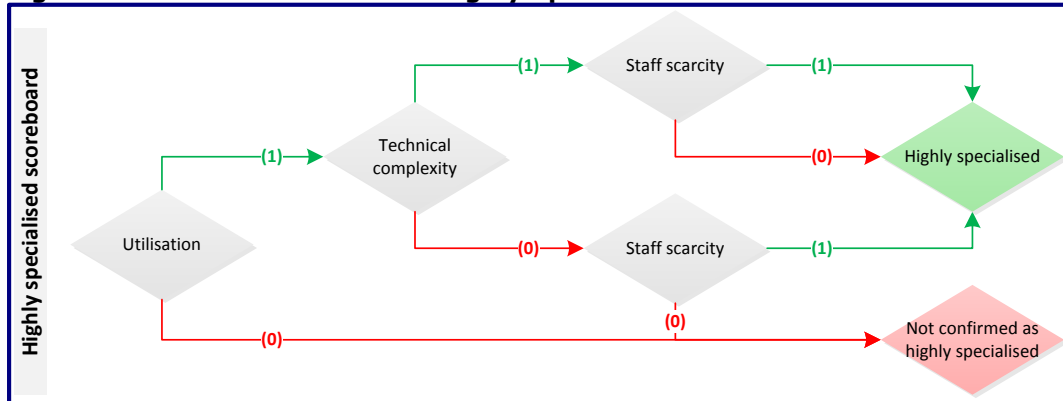 Highly specialised scoreboard
(1)
Staff scarcity
(1)
Technical
complexity
(0)
Highly specialised
(1)
Utilisation
(0)
Staff scarcity
(1)
(0)
(0)
Not confirmed as
highly specialised